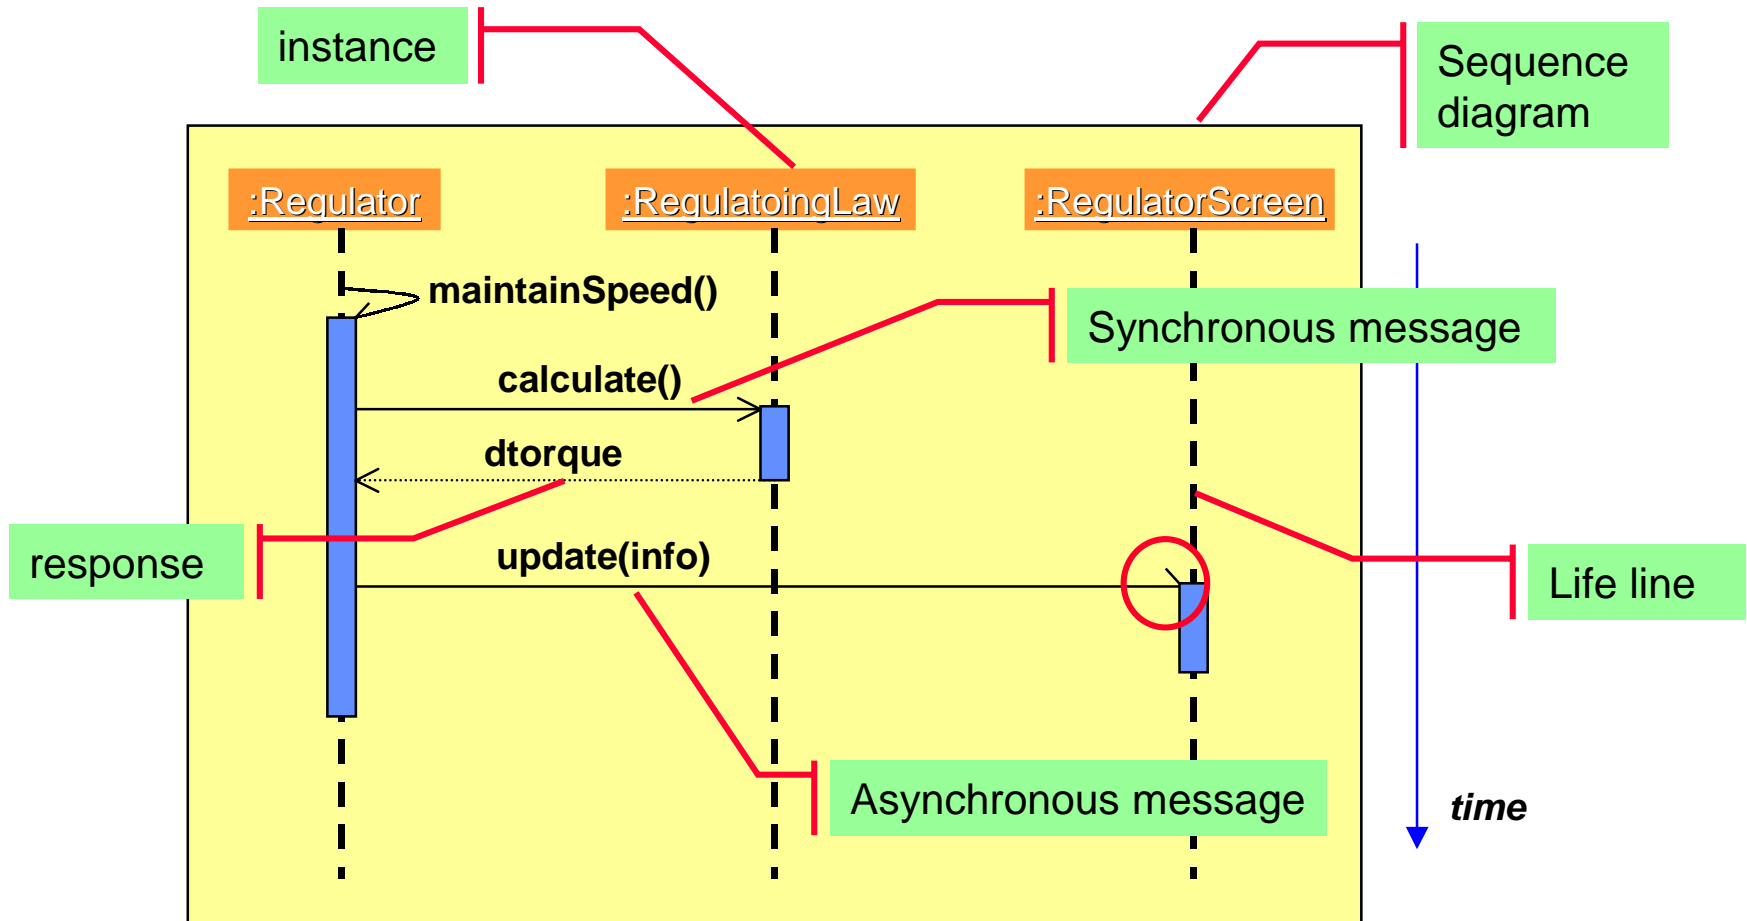 instance
Sequence
diagram
:Regulator
:RegulatoingLaw
:RegulatorScreen
maintainSpeed()
Synchronous message
calculate()
dtorque
response
update(info)
Life line
Asynchronous message
time